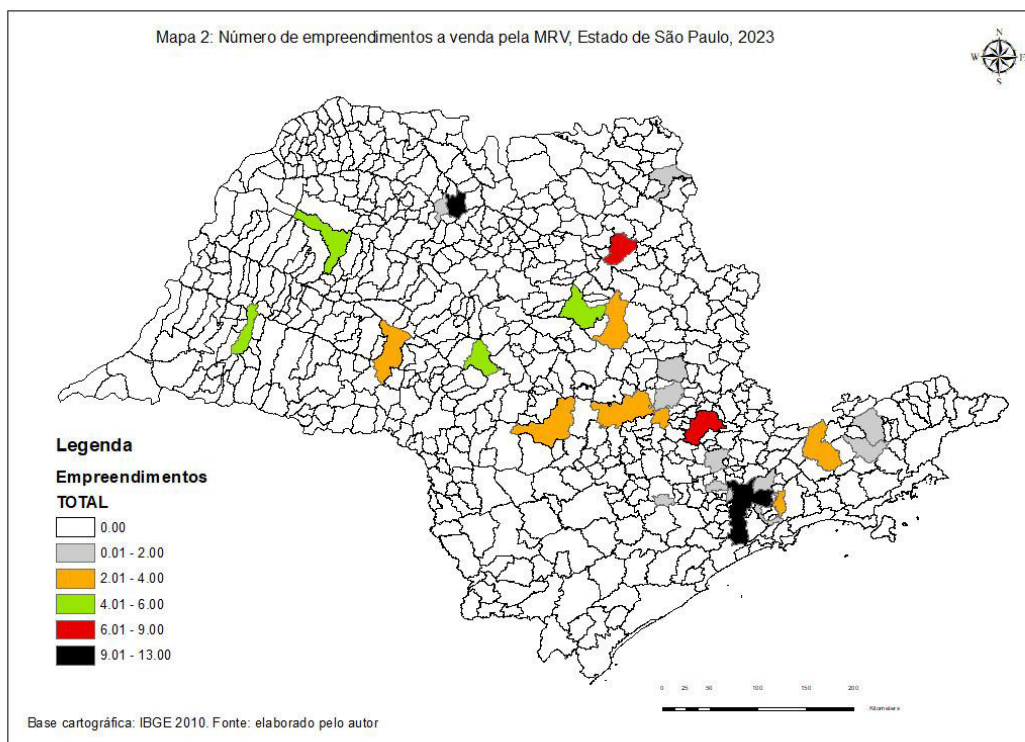 Mapa 2: Número de empreendimentos a venda pela MRV, Estado de São Paulo, 2023
N
W
E
S
Legenda
Empreendimentos
TOTAL
0.00
0.01 - 2.00
2.01 - 4.00
4.01 - 6.00
6.01 - 9.00
9.01 - 13.00
0 25 50 100 150 200
Kilometers
Base cartográfica: IBGE 2010. Fonte: elaborado pelo autor